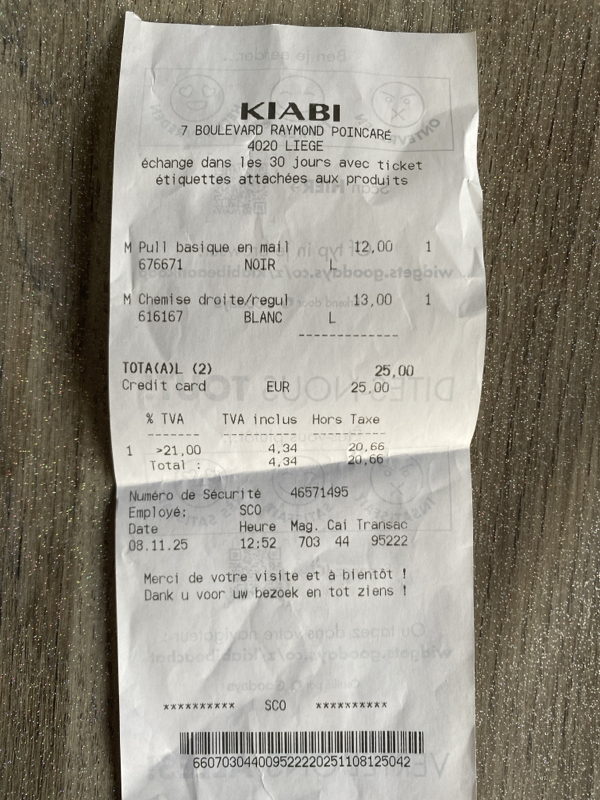 KIABI
7 BOULEVARD RAYMOND POINCARÉ
4020 LIEGE
échange dans les 30 jours avec ticket
étiquettes attachées aux produits
M Pull basique en mail 12,00 1
676671 NOIR L
M Chemise droite/regul 13,00 1
616167 BLANC L
--------------
TOTA(A)L (2) 25,00
Credit card EUR 25,00
% TVA TVA inclus Hors Taxe
------- ---------- ---------
1 >21,00 4,34 20,66
Total : 4,34 20,66
Numéro de Sécurité 46571495
Employé: SCO
Date Heure Mag. Cai Transac
08.11.25 12:52 703 44 95222
Merci de votre visite et à bientôt !
Dank u voor uw bezoek en tot ziens !
********** SCO **********
6607030440095222220251108125042